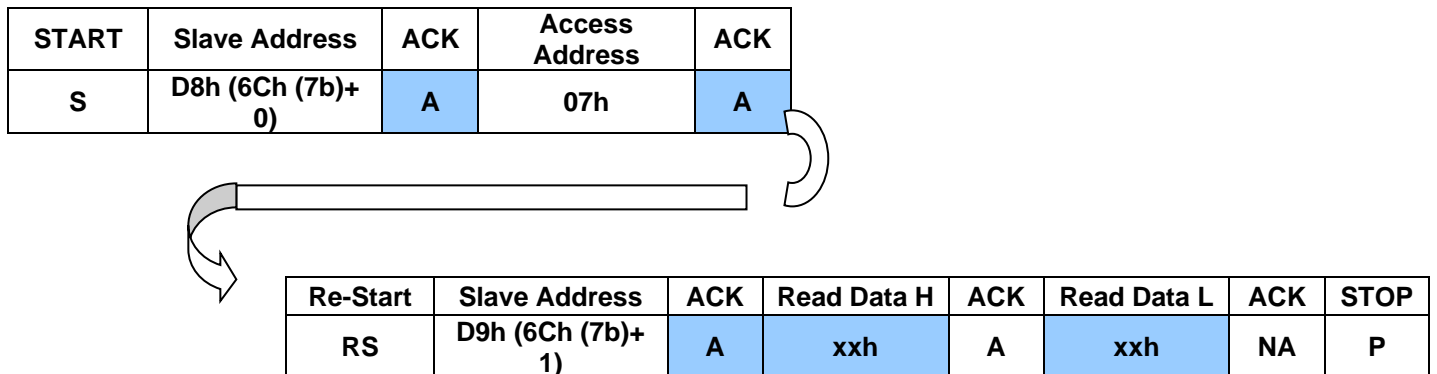 START Slave Address ACK Access Address ACK
S D8h (6Ch (7b)+ 0) A 07h A
Re-Start Slave Address ACK Read Data H ACK Read Data L ACK STOP
RS D9h (6Ch (7b)+ 1) A xxh A xxh NA P